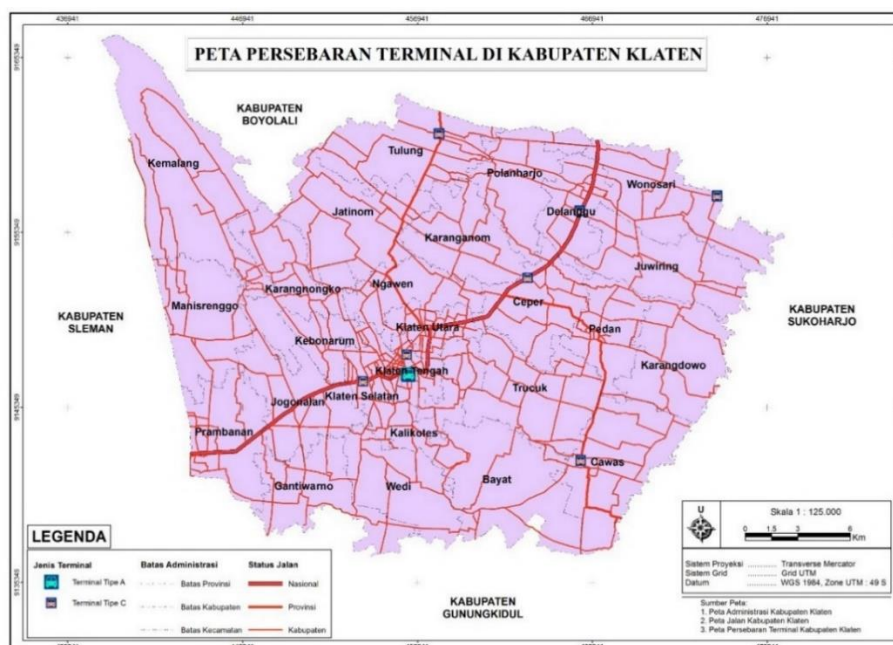 436941 446941 456941 466941 476941
9165349
9155349
9145349
9135349
PETA PERSEBARAN TERMINAL DI KABUPATEN KLATEN
KABUPATEN
BOYOLALI
Kemalang
Tulung
Polanharjo
Wonosari
Jatinom
Delanggu
Karanganom
Juwiring
Ngawen
Karangnongko
Manisrenggo
Ceper
KABUPATEN
SLEMAN
KABUPATEN
SUKOHARJO
Klaten Utara
Pedan
Kebonarum
Karangdowo
Klaten Tengah
Trucuk
Klaten Selatan
Jogonalan
Prambanan
Kalikotes
Cawas
Bayat
Gantiwarno
Wedi
KABUPATEN
GUNUNGKIDUL
LEGENDA
Jenis Terminal
Terminal Tipe A
Terminal Tipe C
Batas Administrasi
Batas Provinsi
Batas Kabupaten
Batas Kecamatan
Status Jalan
Nasional
Provinsi
Kabupaten
U
Skala 1 : 125.000
0 1,5 3 6
Km
Sistem Proyeksi ............ Transverse Mercator
Sistem Grid ............ Grid UTM
Datum ............ WGS 1984, Zone UTM : 49 S
Sumber Peta:
1. Peta Administrasi Kabupaten Klaten
2. Peta Jalan Kabupaten Klaten
3. Peta Persebaran Terminal Kabupaten Klaten